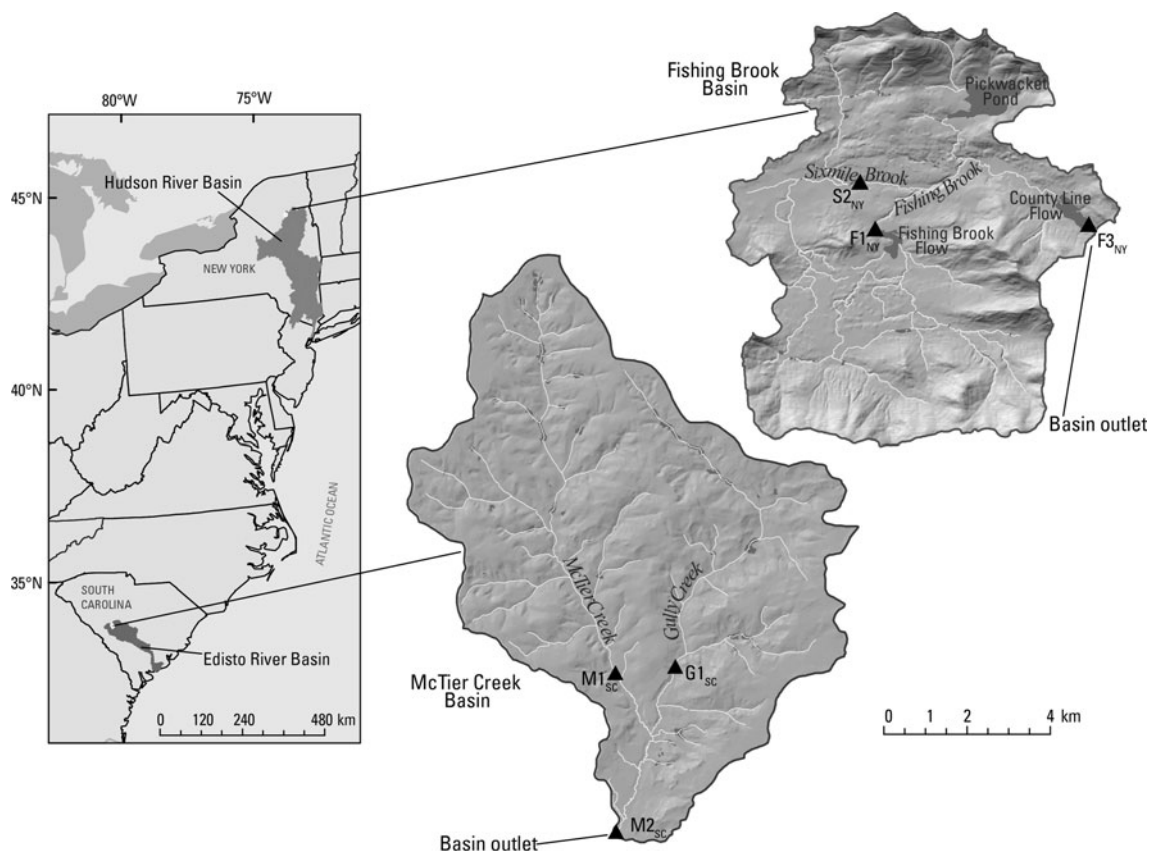 80°W
75°W
45°N
40°N
35°N
Hudson River Basin
NEW YORK
ATLANTIC OCEAN
SOUTH
CAROLINA
Edisto River Basin
0 120 240 480 km
Fishing Brook
Basin
Pickwacket
Pond
Sixmile Brook
S2NY
Fishing Brook
County Line
Flow
F1NY
Fishing Brook
Flow
F3NY
Basin outlet
McTier Creek
Gully Creek
M1SC
G1SC
McTier Creek
Basin
0 1 2 4 km
M2SC
Basin outlet